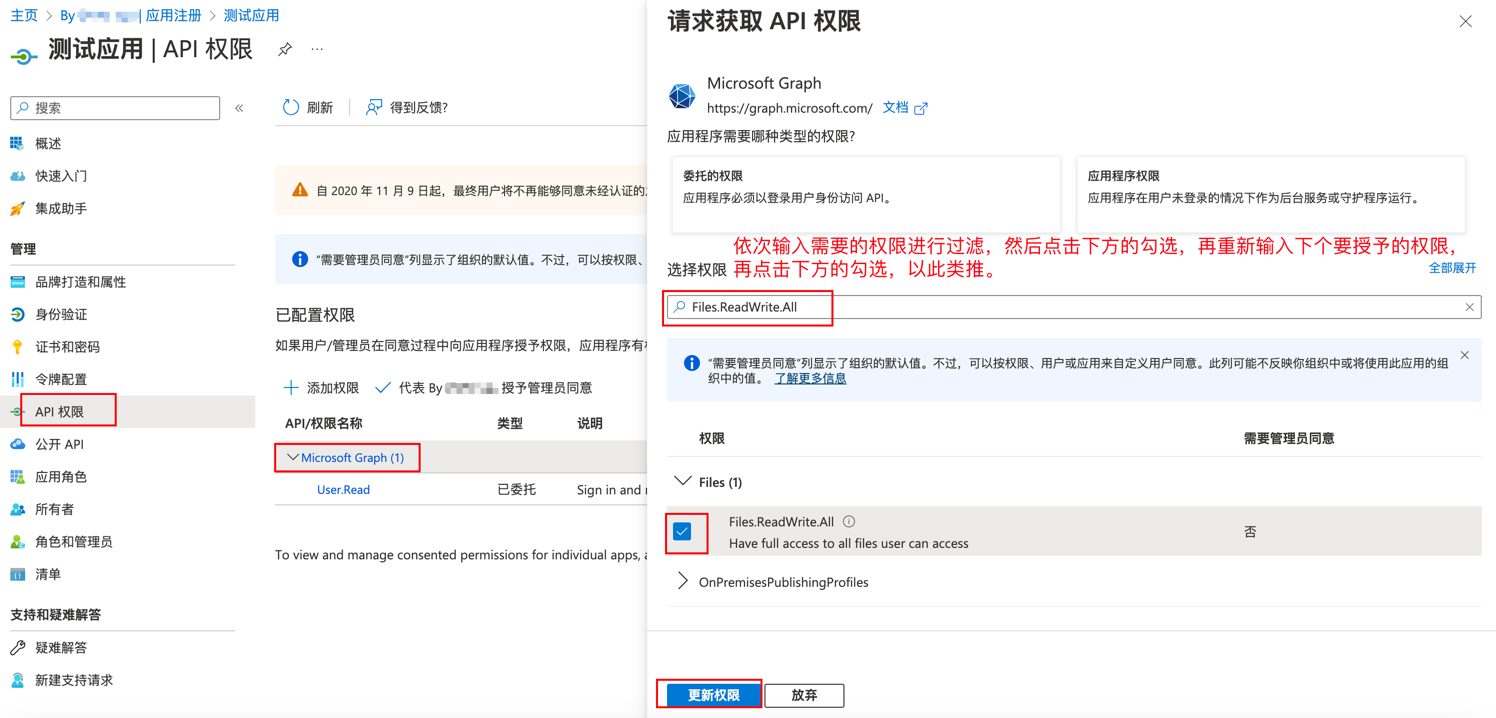 主页 > By | 应用注册 > 测试应用
测试应用 | API 权限
搜索
概述
快速入门
集成助手
管理
品牌打造和属性
身份验证
证书和密码
令牌配置
API 权限
公开 API
应用角色
所有者
角色和管理员
清单
支持和疑难解答
疑难解答
新建支持请求
刷新
得到反馈?
自 2020 年 11 月 9 日起，最终用户将不再能够同意未经认证的
“需要管理员同意”列显示了组织的默认值。不过，可以按权限、
已配置权限
如果用户/管理员在同意过程中向应用程序授予权限，应用程序有
添加权限
代表 By 授予管理员同意
API/权限名称 类型 说明
Microsoft Graph (1)
User.Read 已委托 Sign in and
To view and manage consented permissions for individual apps,
请求获取 API 权限
Microsoft Graph
https://graph.microsoft.com/ 文档
应用程序需要哪种类型的权限?
委托的权限
应用程序必须以登录用户身份访问 API。
应用程序权限
应用程序在用户未登录的情况下作为后台服务或守护程序运行。
依次输入需要的权限进行过滤，然后点击下方的勾选，再重新输入下个要授予的权限，
再点击下方的勾选，以此类推。
选择权限
全部展开
Files.ReadWrite.All
“需要管理员同意”列显示了组织的默认值。不过，可以按权限、用户或应用来自定义用户同意。此列可能不反映你组织中或将使用此应用的组
织中的值。 了解更多信息
权限 需要管理员同意
Files (1)
Files.ReadWrite.All 否
Have full access to all files user can access
OnPremisesPublishingProfiles
更新权限
放弃